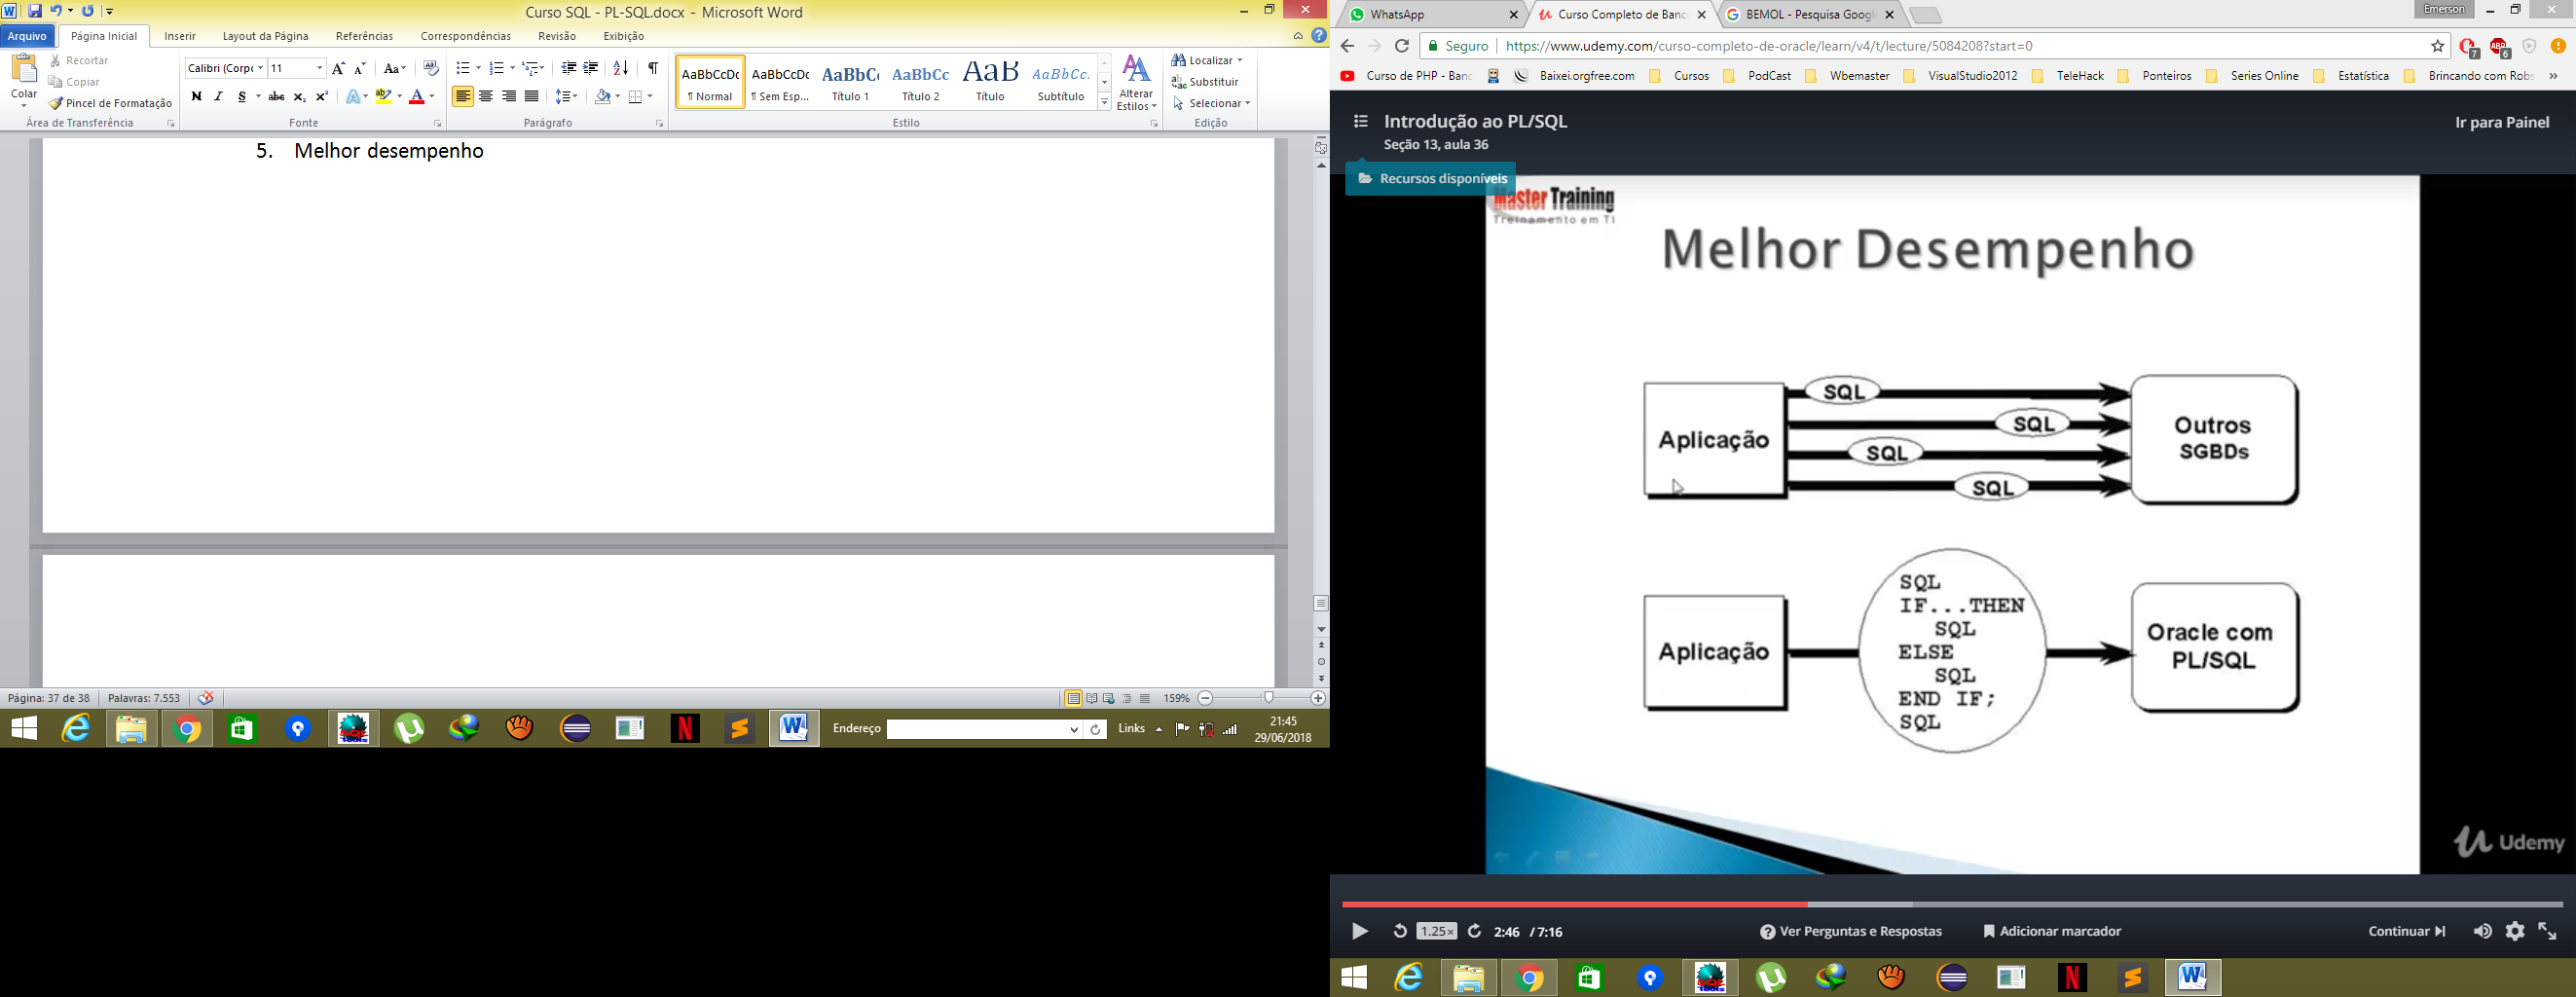 Curso SQL - PL-SQL.docx - Microsoft Word
Arquivo Página Inicial Inserir Layout da Página Referências Correspondências Revisão Exibição
Colar
Recortar
Copiar
Pincel de Formatação
Área de Transferência
Calibri (Corp 11
Fonte
Parágrafo
AaBbCcDc AaBbCcDc AaBbC AaBbCc AaB AaBbCc.
¶ Normal ¶ Sem Esp... Título 1 Título 2 Título Subtítulo
Alterar Estilos
Estilo
Localizar
Substituir
Selecionar
Edição
5. Melhor desempenho
Página: 37 de 38 Palavras: 7.553 159%
Endereço Links 21:45
29/06/2018
WhatsApp Curso Completo de Banc BEMOL - Pesquisa Googl Emerson
Seguro https://www.udemy.com/curso-completo-de-oracle/learn/v4/t/lecture/5084208?start=0
Curso de PHP - Banc Baixei.orgfree.com Cursos PodCast Wbemaster VisualStudio2012 TeleHack Ponteiros Series Online Estatística Brincando com Rob
Introdução ao PL/SQL Ir para Painel
Seção 13, aula 36
Recursos disponíveis
Master Training
Treinamento em TI
Melhor Desempenho
Aplicação SQL SQL SQL SQL Outros SGBDs
Aplicação
SQL
IF...THEN
SQL
ELSE
SQL
END IF;
SQL
Oracle com PL/SQL
Udemy
1.25x 2:46 / 7:16 Ver Perguntas e Respostas Adicionar marcador Continuar